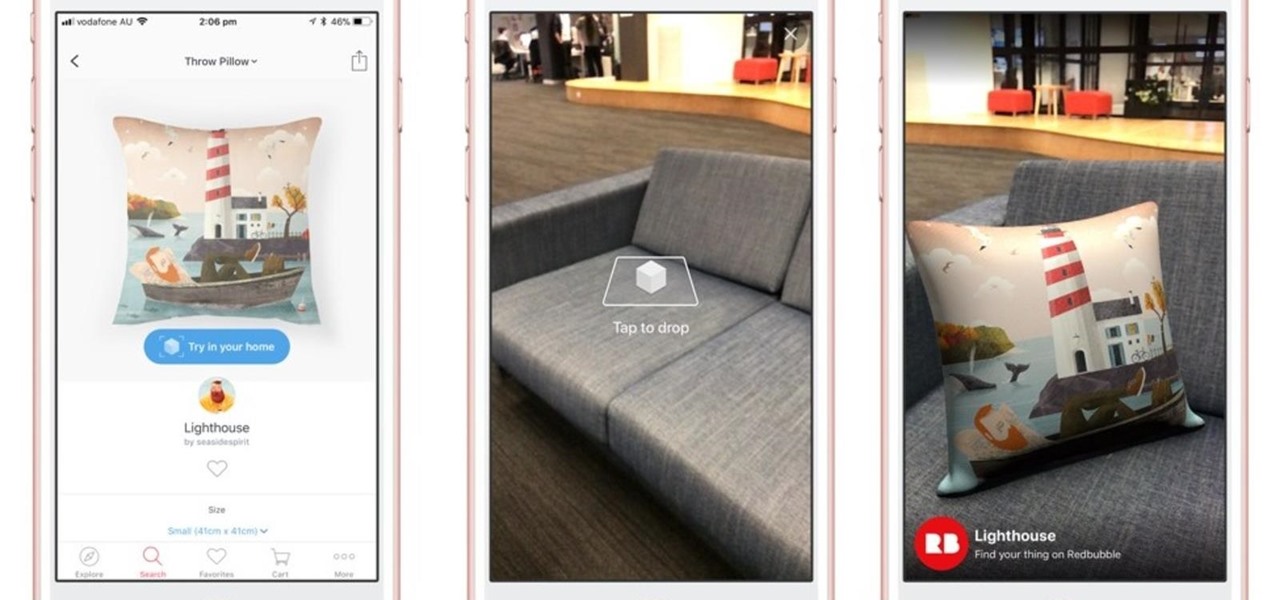 vodafone AU
2:06 pm
46%
Throw Pillow
Try in your home
Lighthouse
by seasidespirit
Size
Small (41cm x 41cm)
Explore
Search
Favorites
Cart
More
Tap to drop
RB
Lighthouse
Find your thing on Redbubble